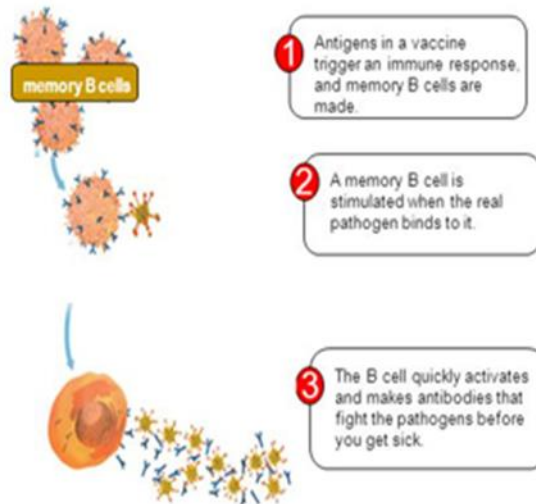 memory B cells
1
Antigens in a vaccine
trigger an immune response,
and memory B cells are
made.
2
A memory B cell is
stimulated when the real
pathogen binds to it.
3
The B cell quickly activates
and makes antibodies that
fight the pathogens before
you get sick.